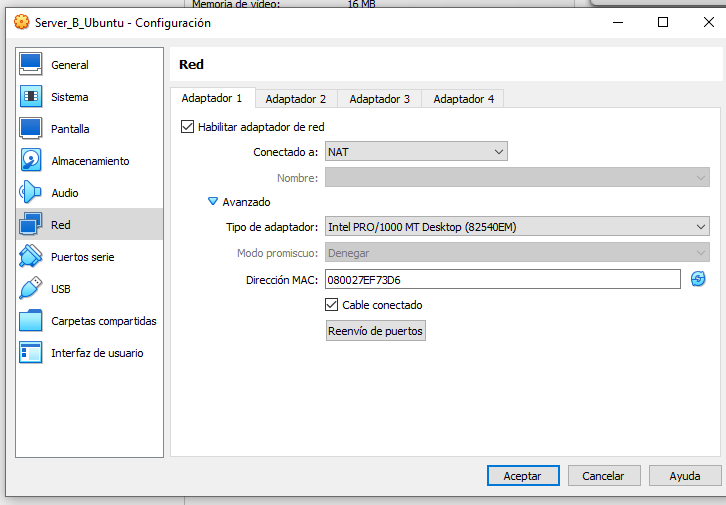 Memoria de vídeo: 16 MB
Server_B_Ubuntu - Configuración
General
Sistema
Pantalla
Almacenamiento
Audio
Red
Puertos serie
USB
Carpetas compartidas
Interfaz de usuario
Red
Adaptador 1 Adaptador 2 Adaptador 3 Adaptador 4
Habilitar adaptador de red
Conectado a: NAT
Nombre:
Avanzado
Tipo de adaptador: Intel PRO/1000 MT Desktop (82540EM)
Modo promiscuo: Denegar
Dirección MAC: 080027EF73D6
Cable conectado
Reenvío de puertos
Aceptar Cancelar Ayuda